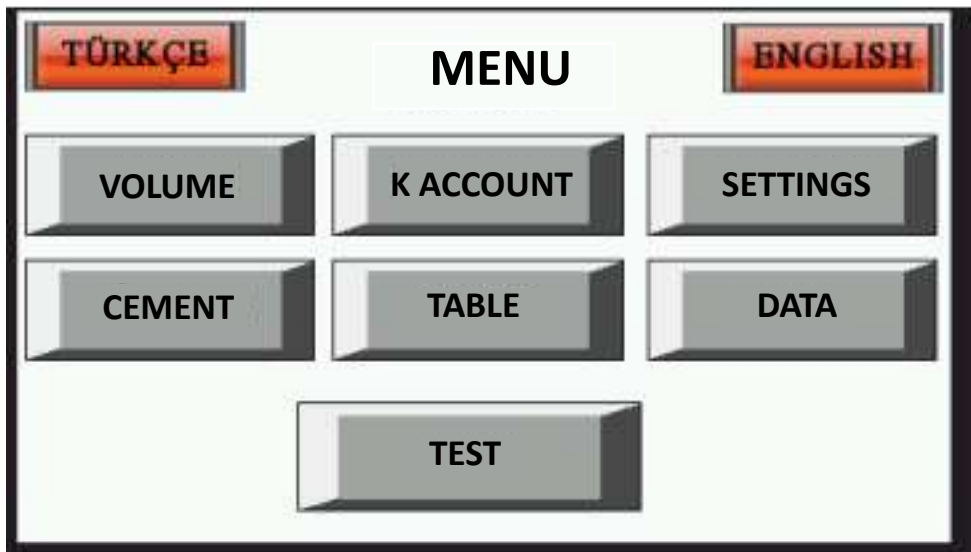 TÜRKÇE MENU ENGLISH
VOLUME K ACCOUNT SETTINGS
CEMENT TABLE DATA
TEST